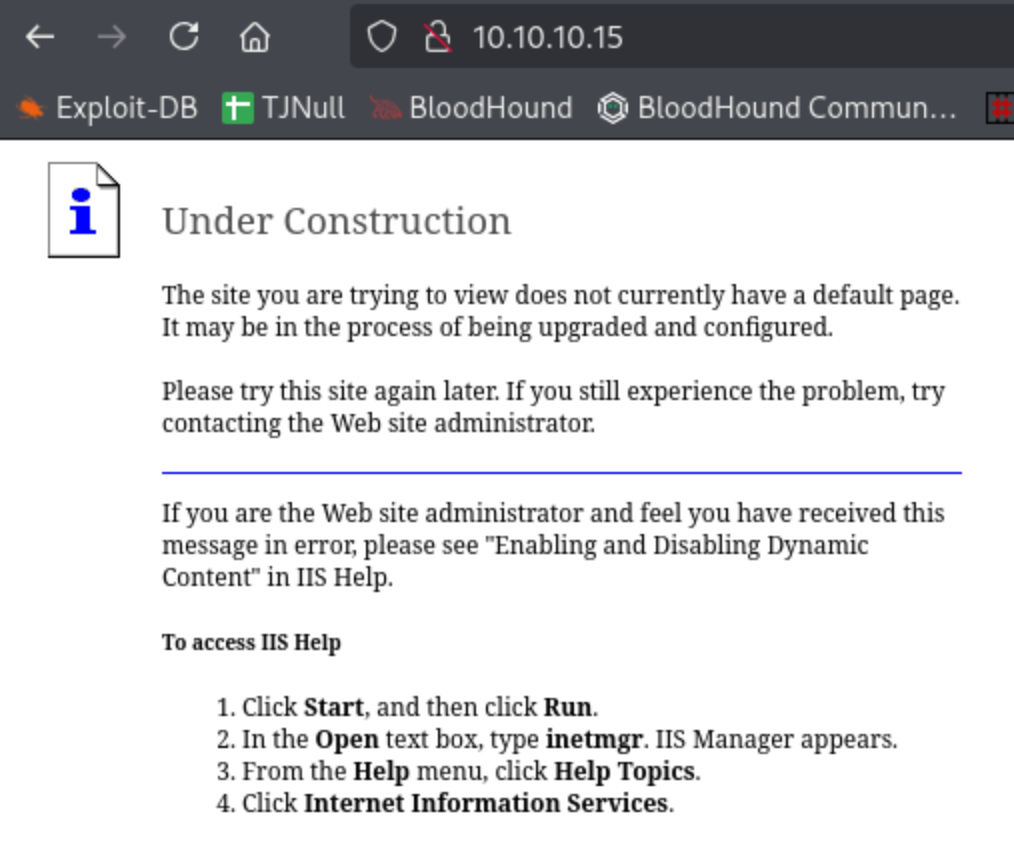 10.10.10.15
Exploit-DB TJNull BloodHound BloodHound Commun...
Under Construction
The site you are trying to view does not currently have a default page.
It may be in the process of being upgraded and configured.
Please try this site again later. If you still experience the problem, try
contacting the Web site administrator.
If you are the Web site administrator and feel you have received this
message in error, please see "Enabling and Disabling Dynamic
Content" in IIS Help.
To access IIS Help
1. Click Start, and then click Run.
2. In the Open text box, type inetmgr. IIS Manager appears.
3. From the Help menu, click Help Topics.
4. Click Internet Information Services.